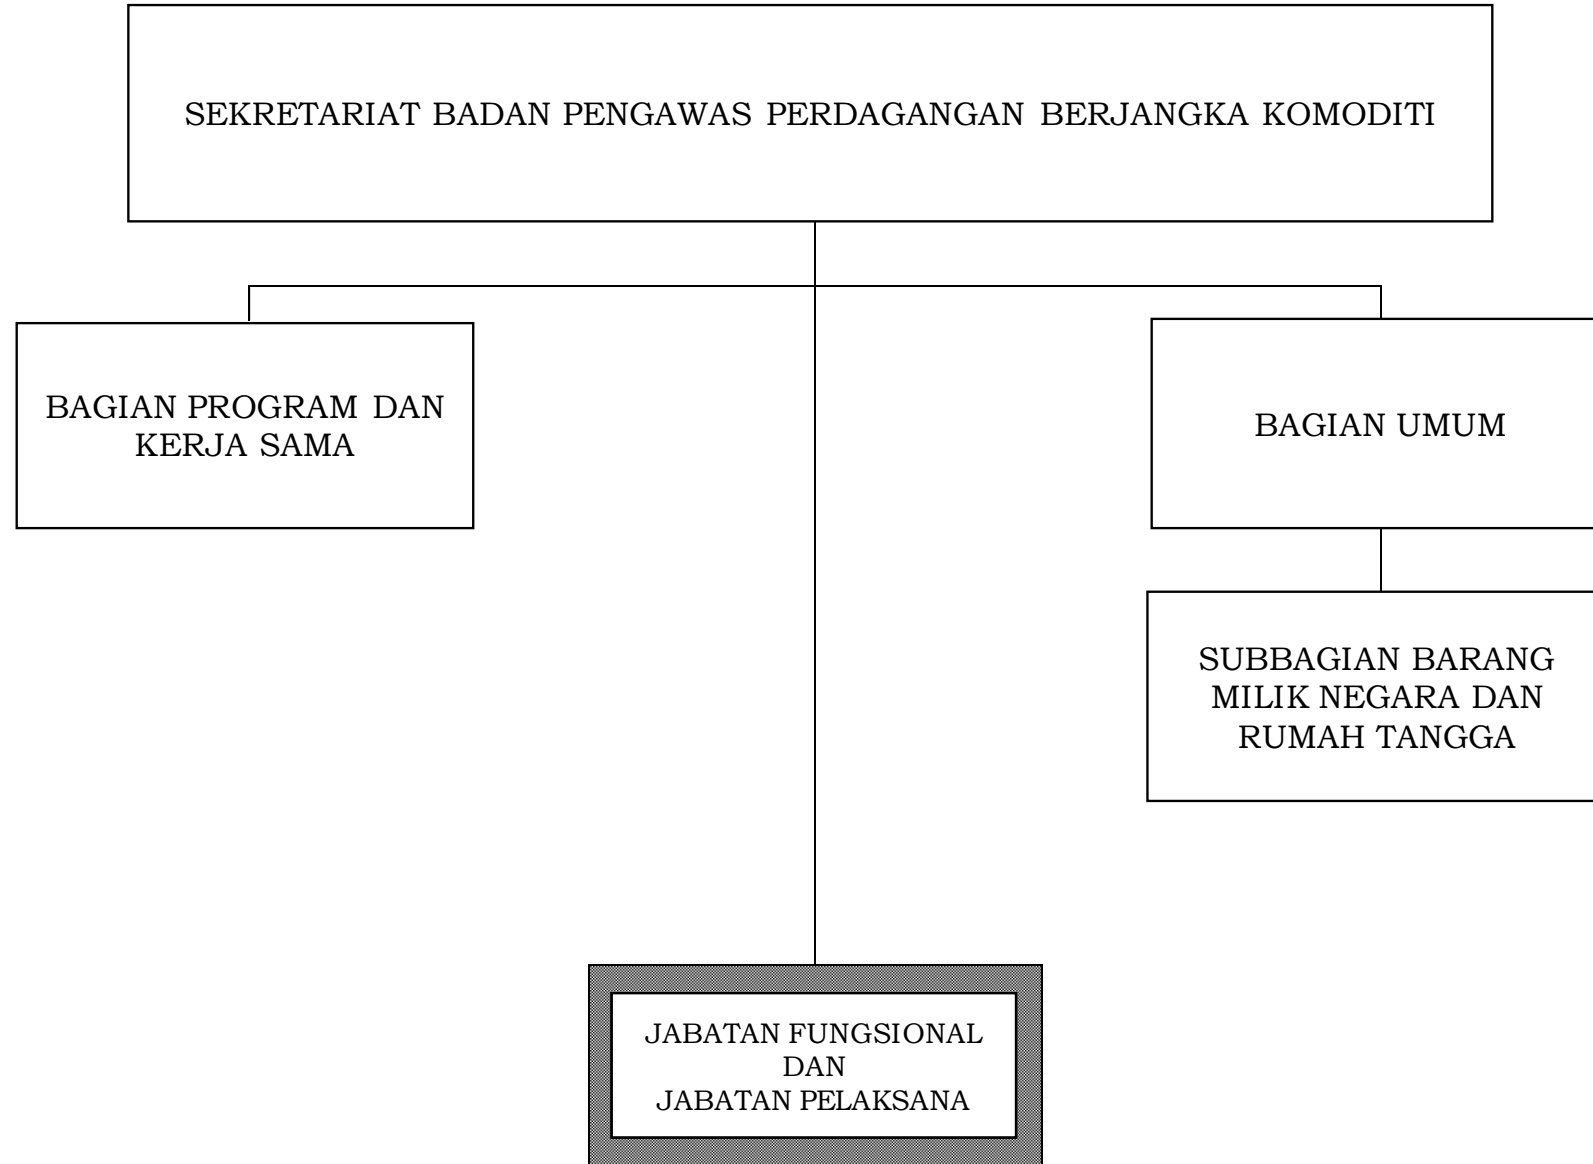 SEKRETARIAT BADAN PENGAWAS PERDAGANGAN BERJANGKA KOMODITI
BAGIAN PROGRAM DAN
KERJA SAMA
BAGIAN UMUM
SUBBAGIAN BARANG
MILIK NEGARA DAN
RUMAH TANGGA
JABATAN FUNGSIONAL
DAN
JABATAN PELAKSANA